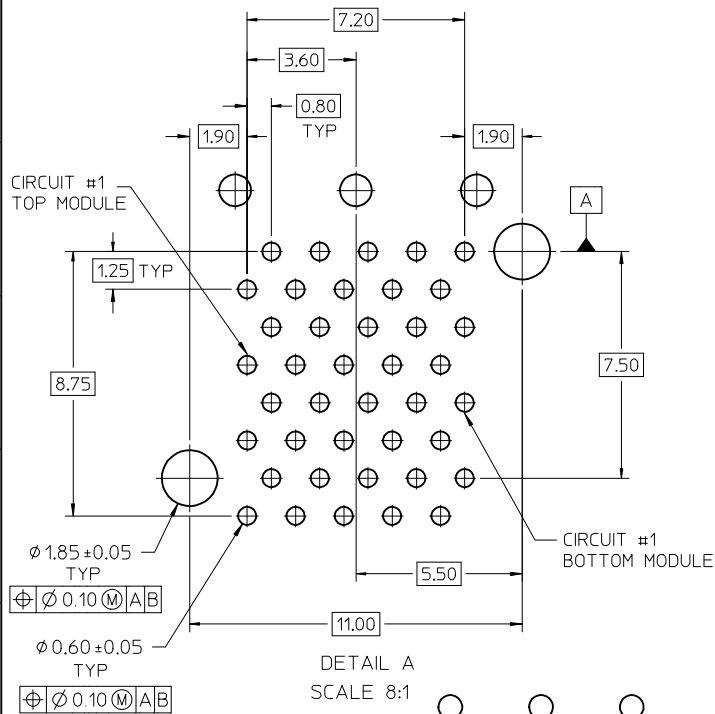 7.20
3.60
0.80
TYP
1.90
1.90
CIRCUIT #1
TOP MODULE
A
1.25 TYP
8.75
7.50
CIRCUIT #1
BOTTOM MODULE
⌀1.85±0.05
TYP
⌖ ⌀0.10 Ⓜ A B
5.50
11.00
⌀0.60±0.05
TYP
⌖ ⌀0.10 Ⓜ A B
DETAIL A
SCALE 8:1